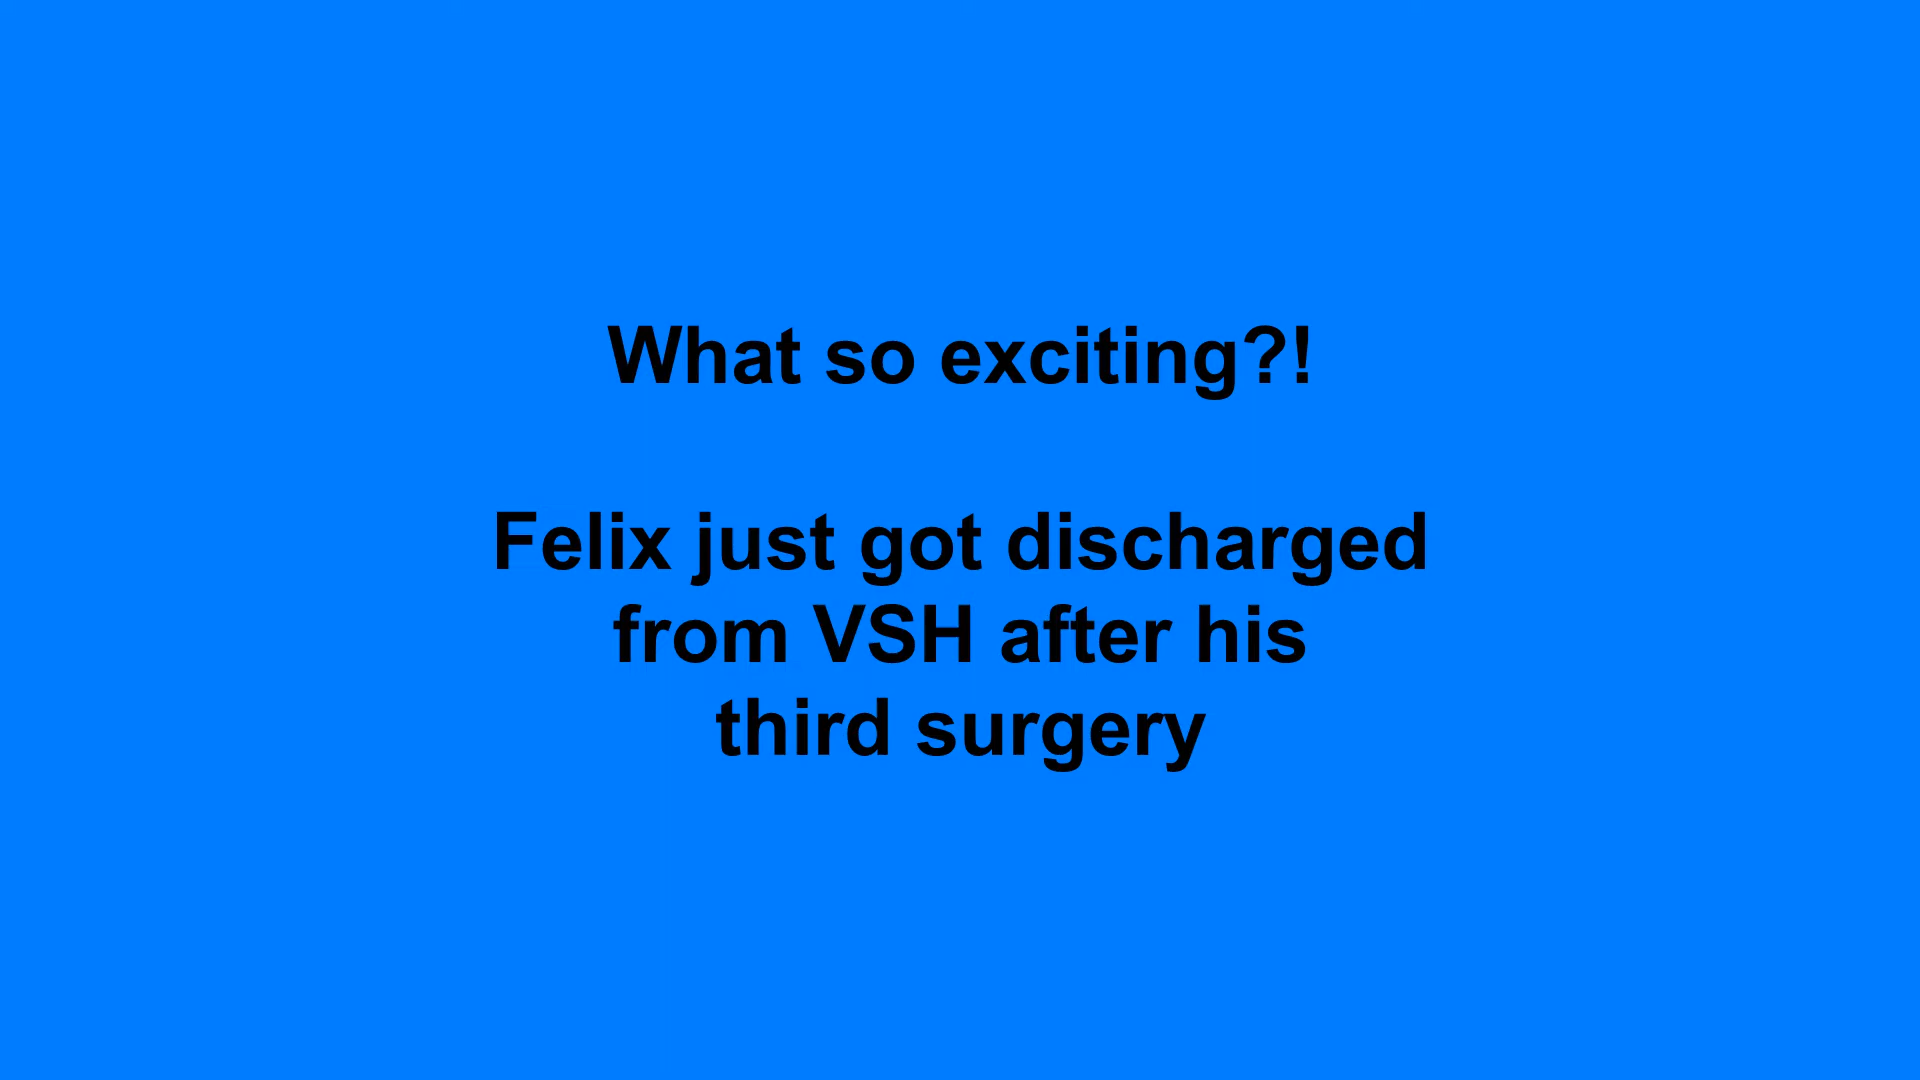 What so exciting?!
Felix just got discharged
from VSH after his
third surgery